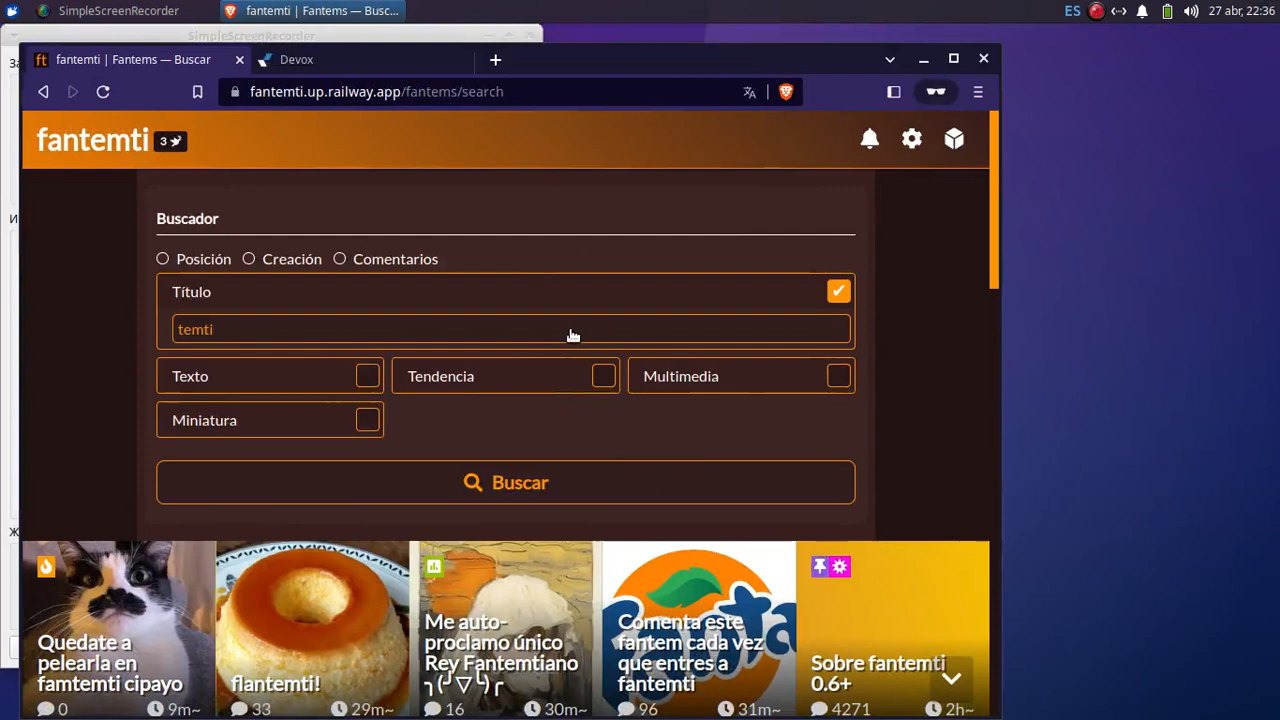 SimpleScreenRecorder
fantemti | Fantems — Busc...
ES
27 abr, 22:36
SimpleScreenRecorder
ft fantemti | Fantems — Buscar
Devox
fantemti.up.railway.app/fantems/search
fantemti 3
Buscador
Posición Creación Comentarios
Título
temti
Texto Tendencia Multimedia
Miniatura
Buscar
Quedate a
pelearla en
famtemti cipayo
0 9m~
flantemti!
33 29m~
Me auto-
proclamo único
Rey Fantemtiano
╮(╯▽╰)╭
16 30m~
Fanta
Comenta este
fantem cada vez
que entres a
fantemti
96 31m~
Sobre fantemti
0.6+
4271 2h~